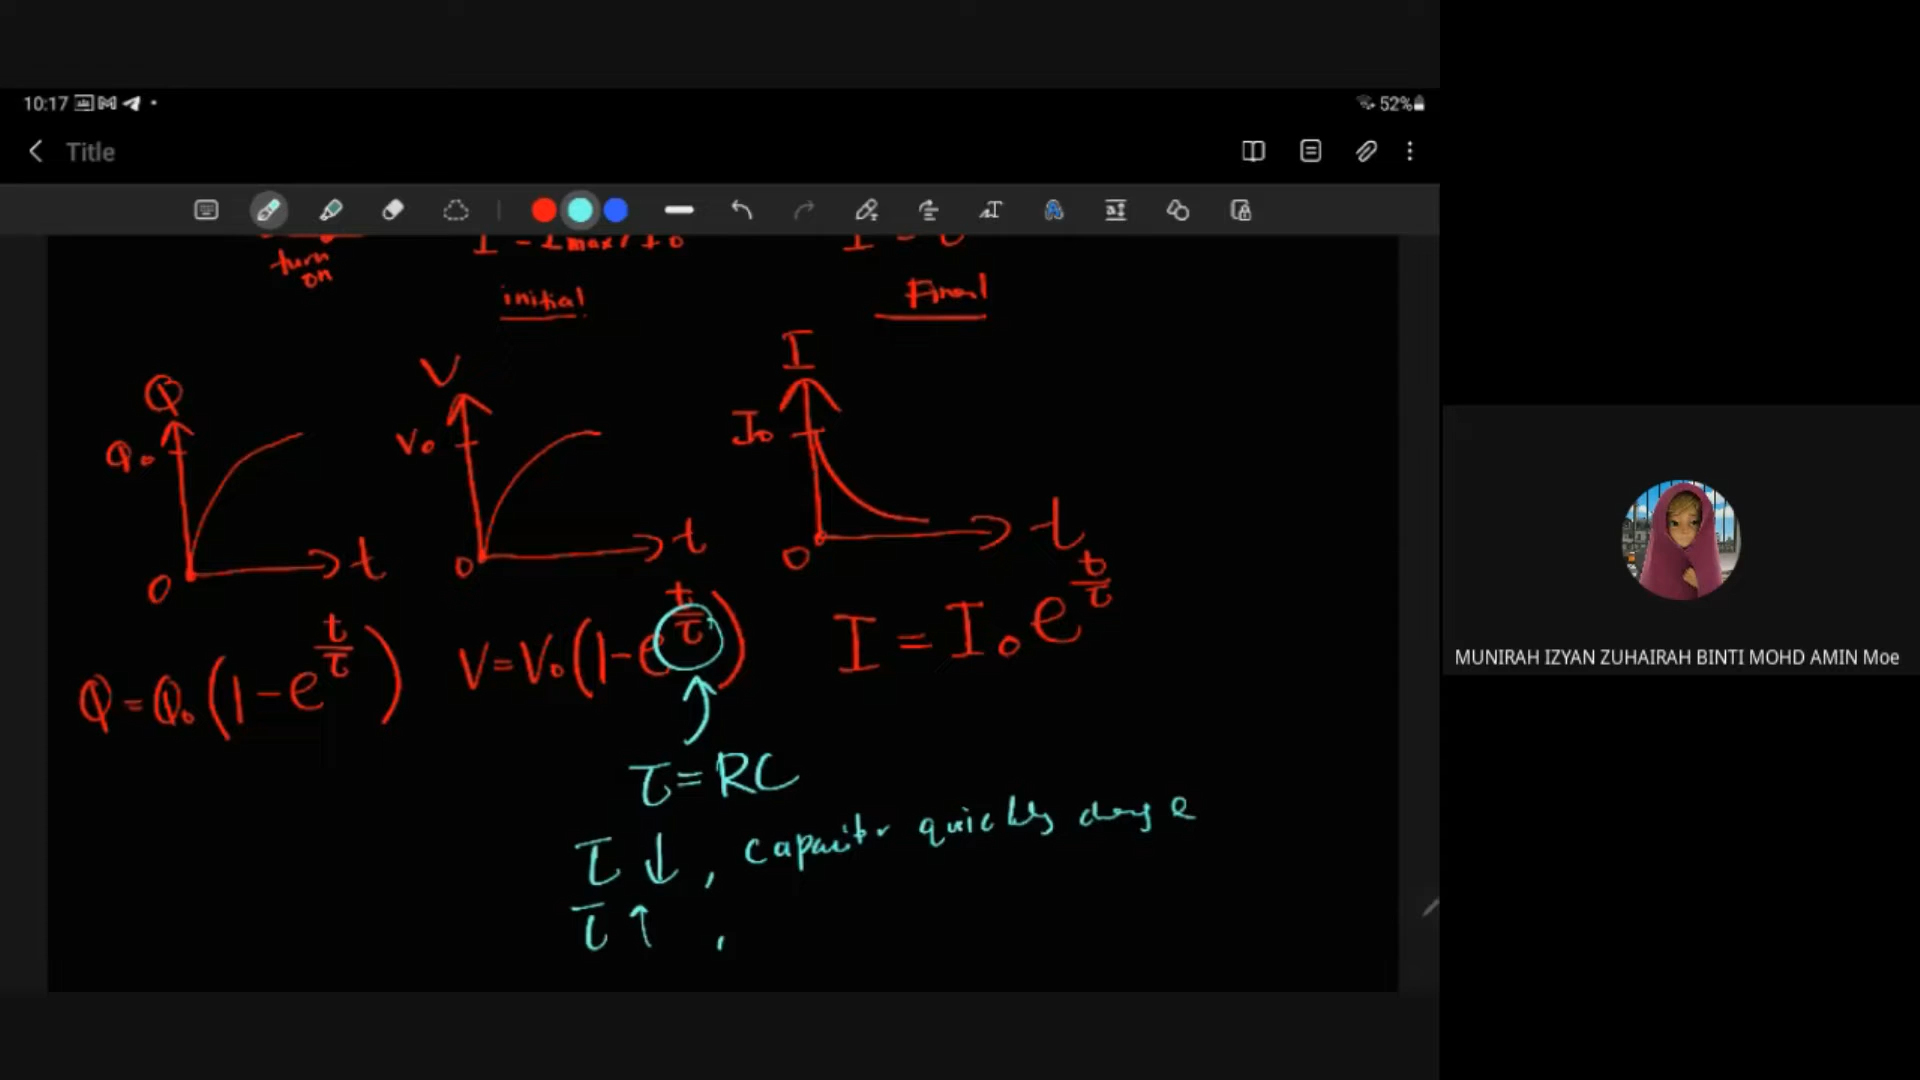 10:17
52%
Title
turn
on
initial
Final
Q
Q₀
0
t
V
V₀
0
t
I
I₀
0
t
Q = Q₀ (1 - e^{t/τ})
V = V₀ (1 - e^{t/τ})
I = I₀ e^{t/τ}
τ = RC
τ ↓ , capacitor quickly
τ ↑ ,
MUNIRAH IZYAN ZUHAIRAH BINTI MOHD AMIN Moe